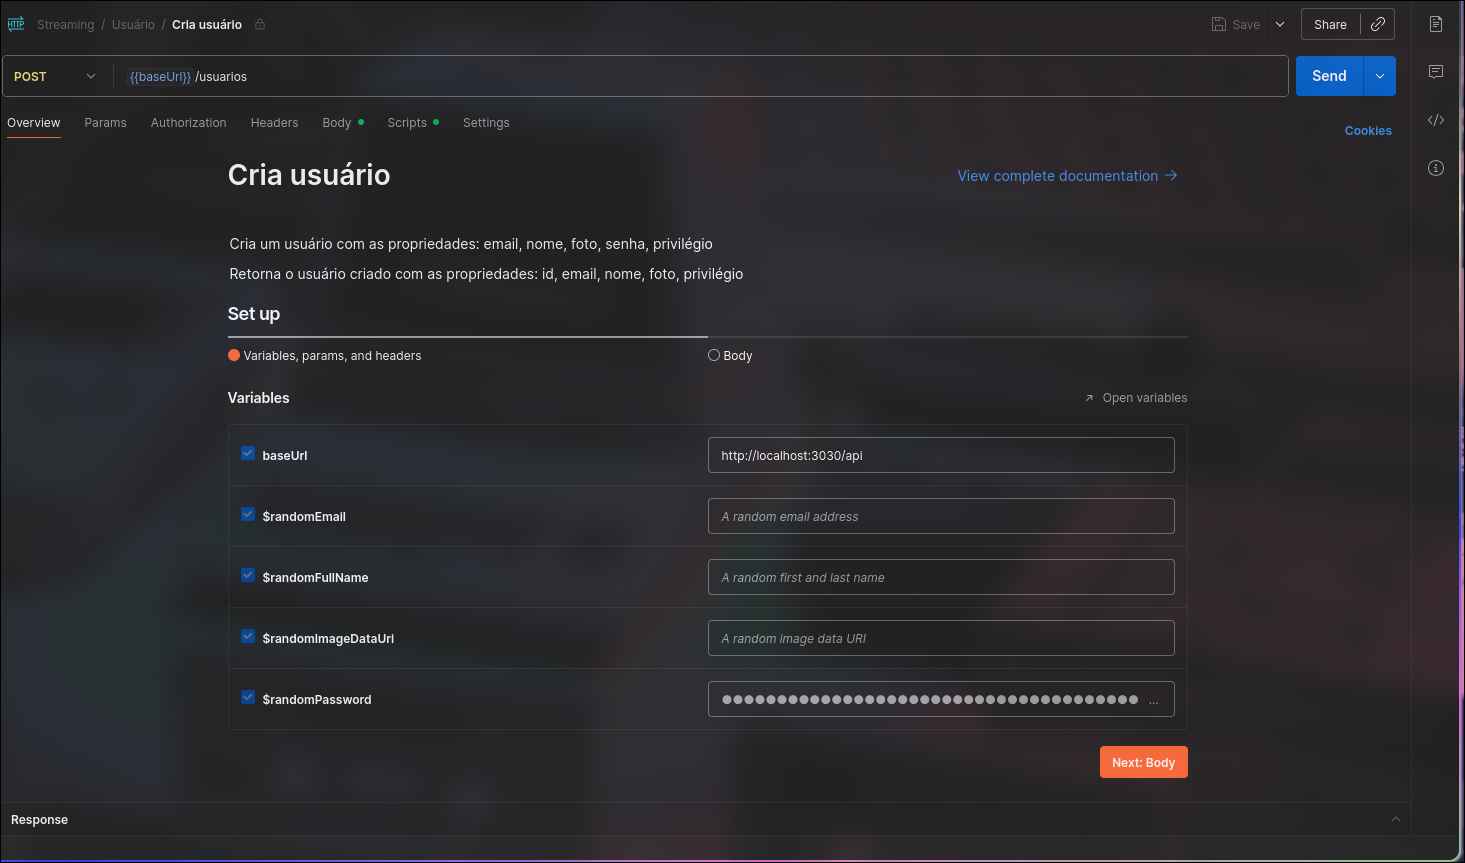 HTTP Streaming / Usuário / Cria usuário Save Share
POST {{baseUrl}} /usuarios Send
Overview Params Authorization Headers Body Scripts Settings Cookies
Cria usuário View complete documentation →
Cria um usuário com as propriedades: email, nome, foto, senha, privilégio
Retorna o usuário criado com as propriedades: id, email, nome, foto, privilégio
Set up
Variables, params, and headers Body
Variables Open variables
baseUrl http://localhost:3030/api
$randomEmail A random email address
$randomFullName A random first and last name
$randomImageDataUri A random image data URI
$randomPassword ●●●●●●●●●●●●●●●●●●●●●●●●●●●●●●●●●●●●●● ...
Next: Body
Response